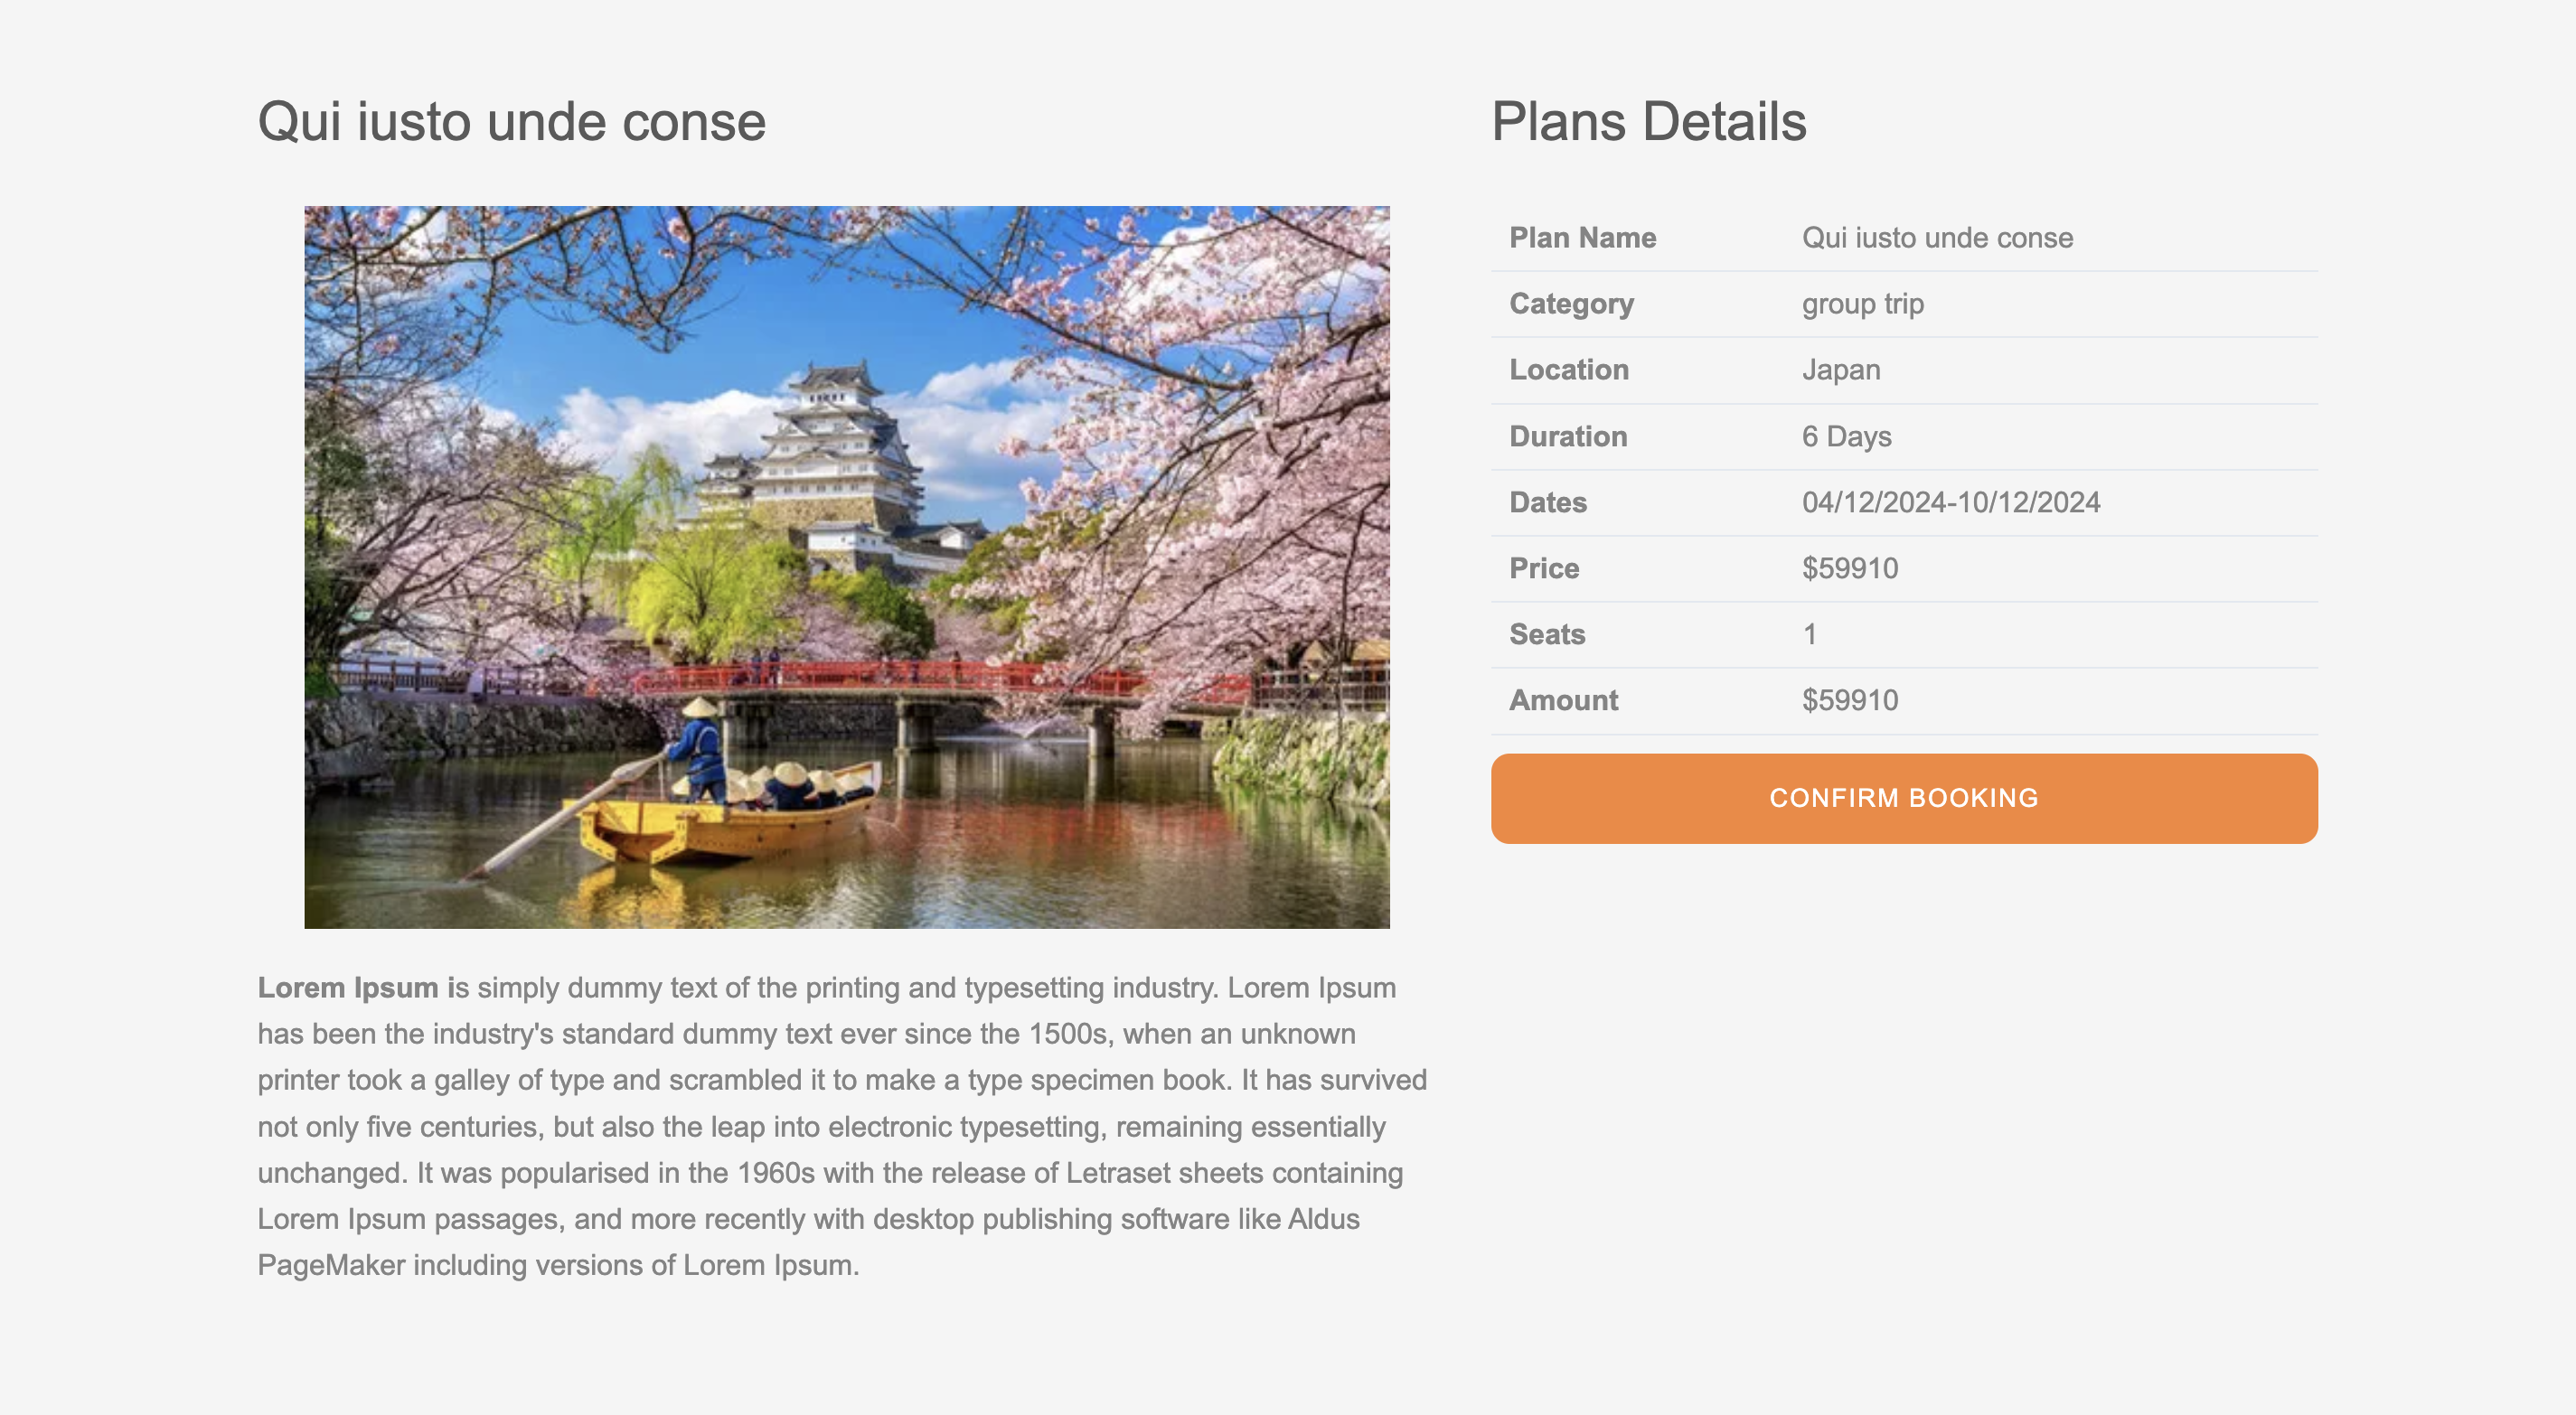 Qui iusto unde conse
Lorem Ipsum is simply dummy text of the printing and typesetting industry. Lorem Ipsum
has been the industry's standard dummy text ever since the 1500s, when an unknown
printer took a galley of type and scrambled it to make a type specimen book. It has survived
not only five centuries, but also the leap into electronic typesetting, remaining essentially
unchanged. It was popularised in the 1960s with the release of Letraset sheets containing
Lorem Ipsum passages, and more recently with desktop publishing software like Aldus
PageMaker including versions of Lorem Ipsum.
Plans Details
Plan Name Qui iusto unde conse
Category group trip
Location Japan
Duration 6 Days
Dates 04/12/2024-10/12/2024
Price $59910
Seats 1
Amount $59910
CONFIRM BOOKING